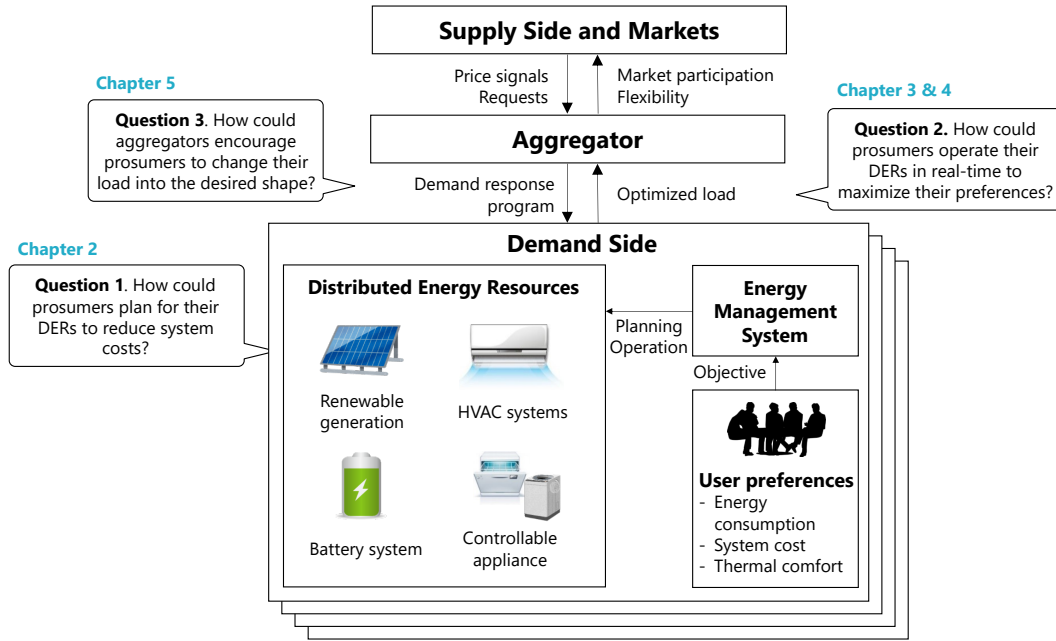 Supply Side and Markets
Price signals
Requests
Market participation
Flexibility
Chapter 5
Question 3. How could
aggregators encourage
prosumers to change their
load into the desired shape?
Chapter 3 & 4
Question 2. How could
prosumers operate their
DERs in real-time to
maximize their preferences?
Aggregator
Demand response
program
Optimized load
Chapter 2
Question 1. How could
prosumers plan for their
DERs to reduce system
costs?
Demand Side
Distributed Energy Resources
Renewable
generation
HVAC systems
Battery system
Controllable
appliance
Planning
Operation
Energy
Management
System
Objective
User preferences
- Energy
consumption
- System cost
- Thermal comfort